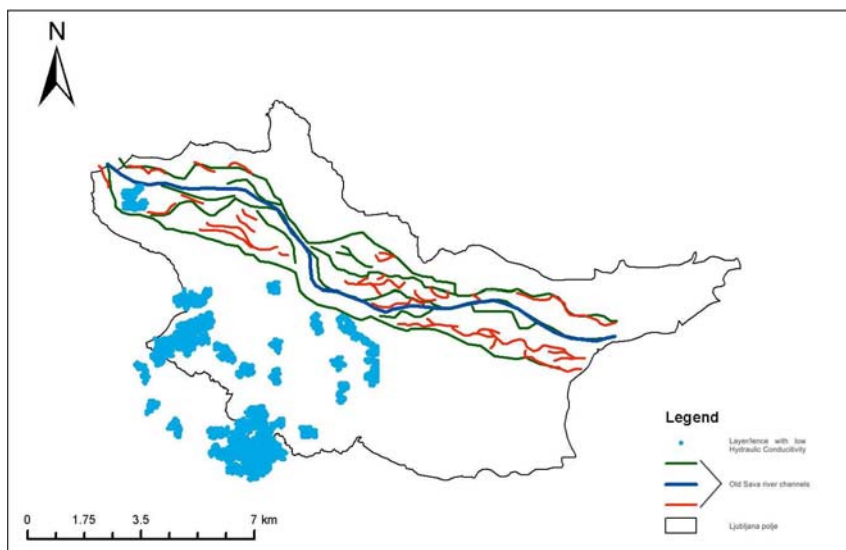 N
Legend
Layer/lence with low
Hydraulic Conductivity
Old Sava river channels
Ljubljana polje
0 1.75 3.5 7 km